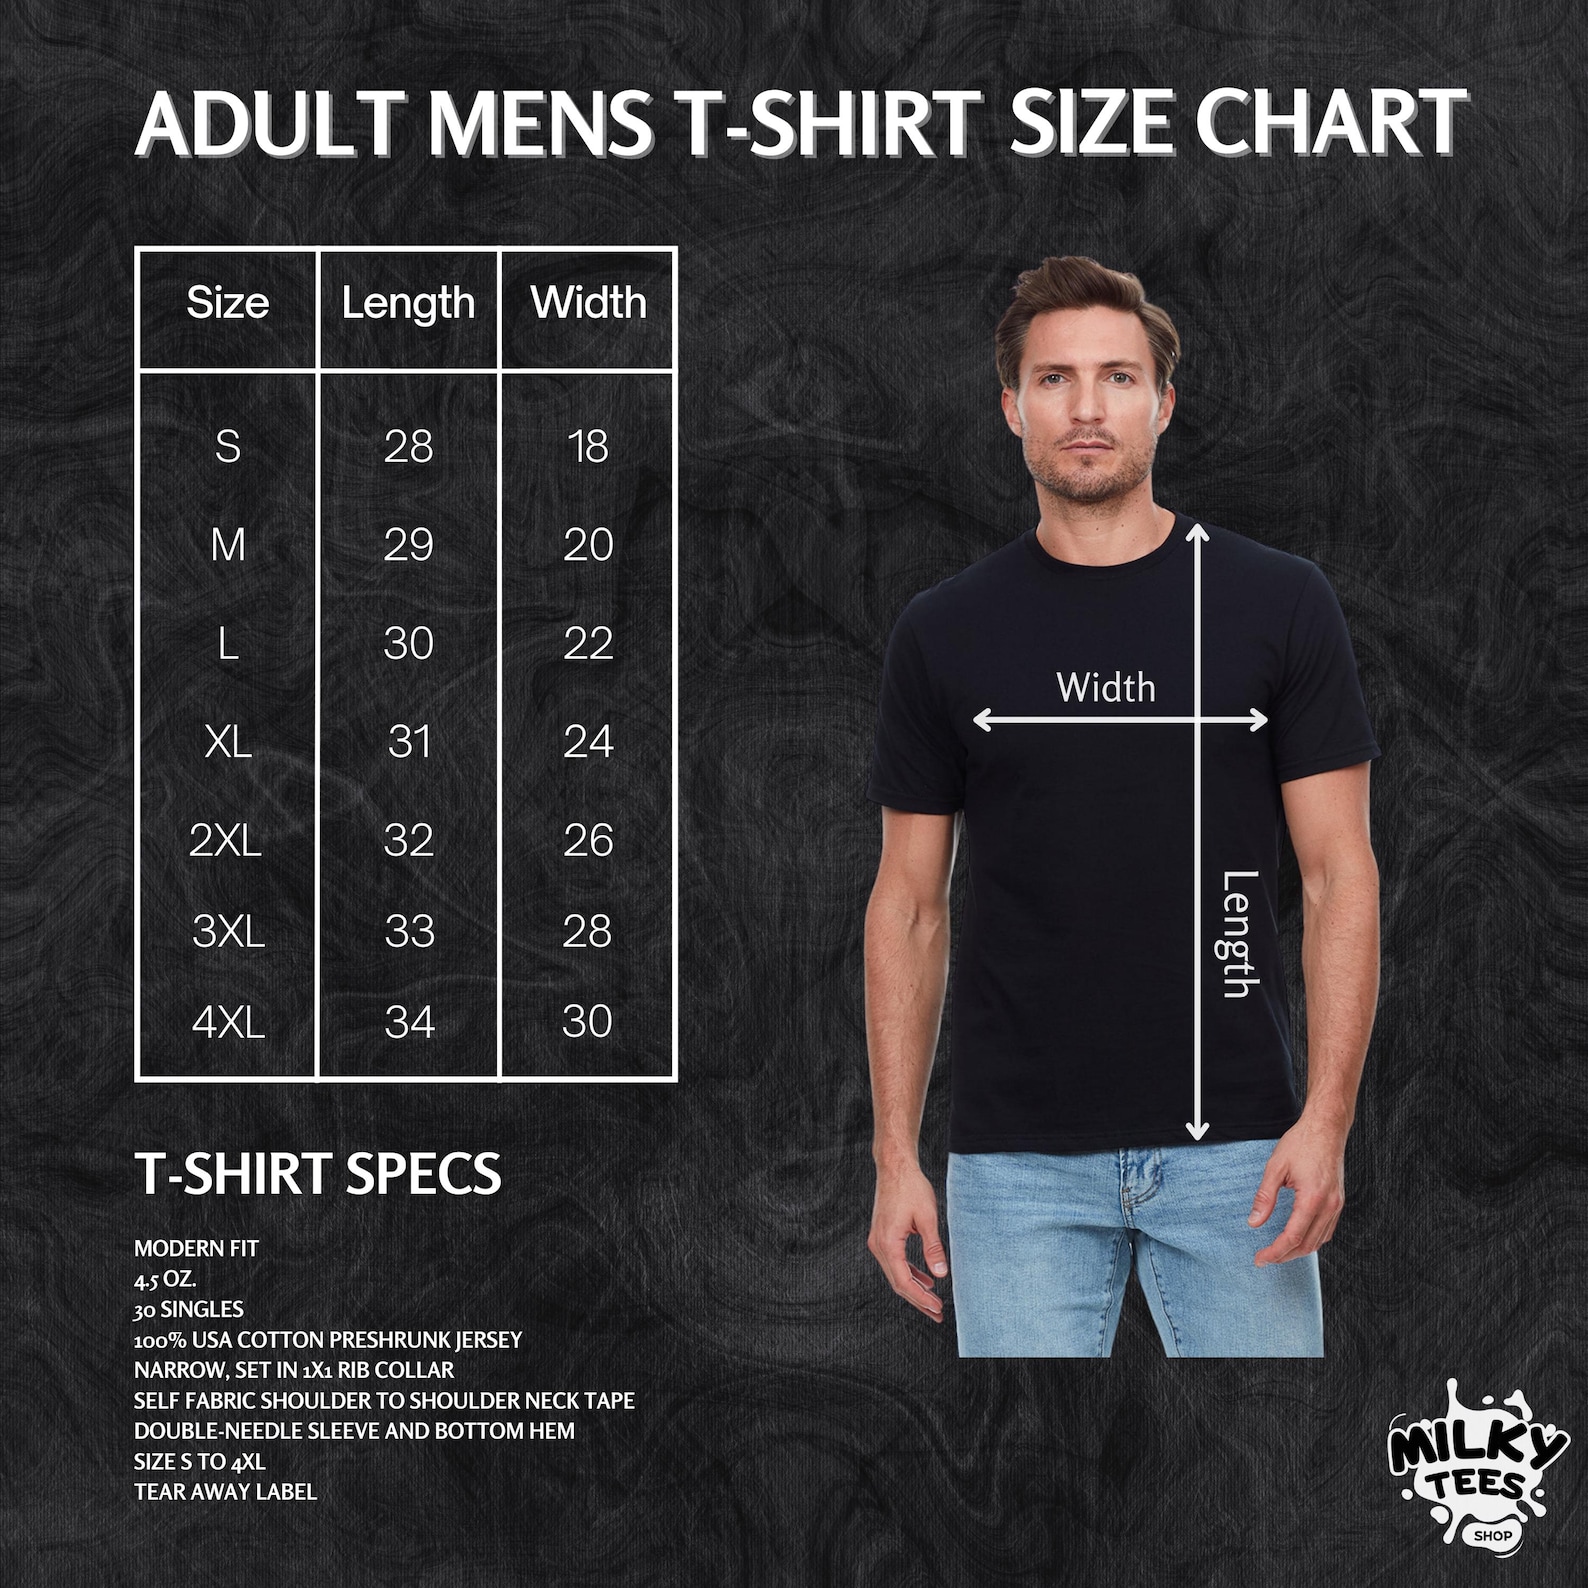 ADULT MENS T-SHIRT SIZE CHART
Size Length Width
S 28 18
M 29 20
L 30 22
XL 31 24
2XL 32 26
3XL 33 28
4XL 34 30
Width
Length
T-SHIRT SPECS
MODERN FIT
4.5 OZ.
30 SINGLES
100% USA COTTON PRESHRUNK JERSEY
NARROW, SET IN 1X1 RIB COLLAR
SELF FABRIC SHOULDER TO SHOULDER NECK TAPE
DOUBLE-NEEDLE SLEEVE AND BOTTOM HEM
SIZE S TO 4XL
TEAR AWAY LABEL
MILKY
TEES
SHOP